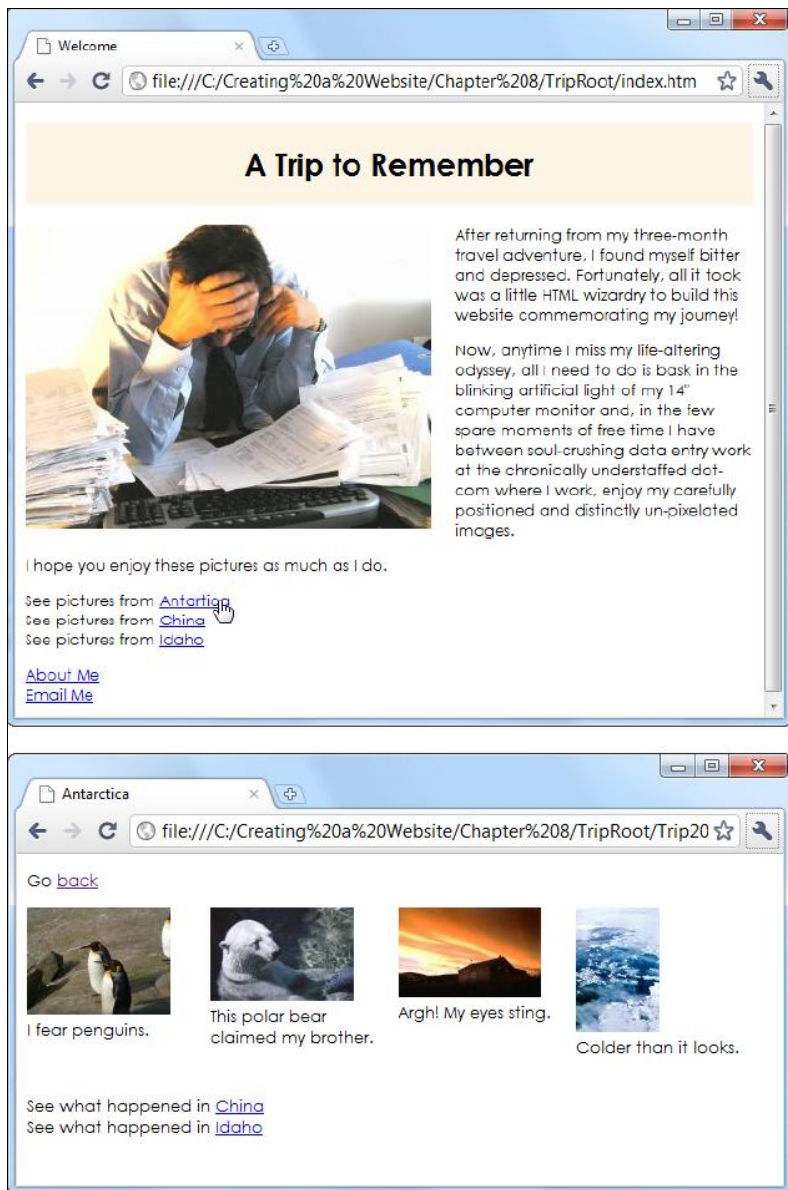 Welcome
file:///C:/Creating%20a%20Website/Chapter%208/TripRoot/index.htm
A Trip to Remember
After returning from my three-month
travel adventure, I found myself bitter
and depressed. Fortunately, all it took
was a little HTML wizardry to build this
website commemorating my journey!
Now, anytime I miss my life-altering
odyssey, all I need to do is bask in the
blinking artificial light of my 14"
computer monitor and, in the few
spare moments of free time I have
between soul-crushing data entry work
at the chronically understaffed dot-
com where I work, enjoy my carefully
positioned and distinctly un-pixelated
images.
I hope you enjoy these pictures as much as I do.
See pictures from Antartica
See pictures from China
See pictures from Idaho
About Me
Email Me
Antarctica
file:///C:/Creating%20a%20Website/Chapter%208/TripRoot/Trip20
Go back
I fear penguins.
This polar bear
claimed my brother.
Argh! My eyes sting.
Colder than it looks.
See what happened in China
See what happened in Idaho